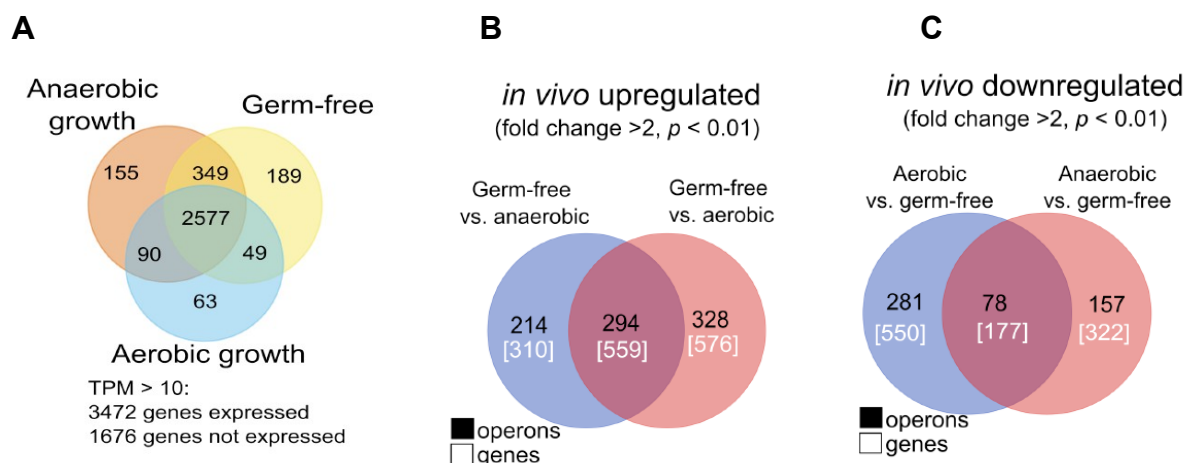 A
Anaerobic
growth
Germ-free
155
349
189
2577
90
49
63
Aerobic growth
TPM > 10:
3472 genes expressed
1676 genes not expressed
B
in vivo upregulated
(fold change >2, p < 0.01)
Germ-free
vs. anaerobic
Germ-free
vs. aerobic
214
[310]
294
[559]
328
[576]
operons
genes
C
in vivo downregulated
(fold change >2, p < 0.01)
Aerobic
vs. germ-free
Anaerobic
vs. germ-free
281
[550]
78
[177]
157
[322]
operons
genes